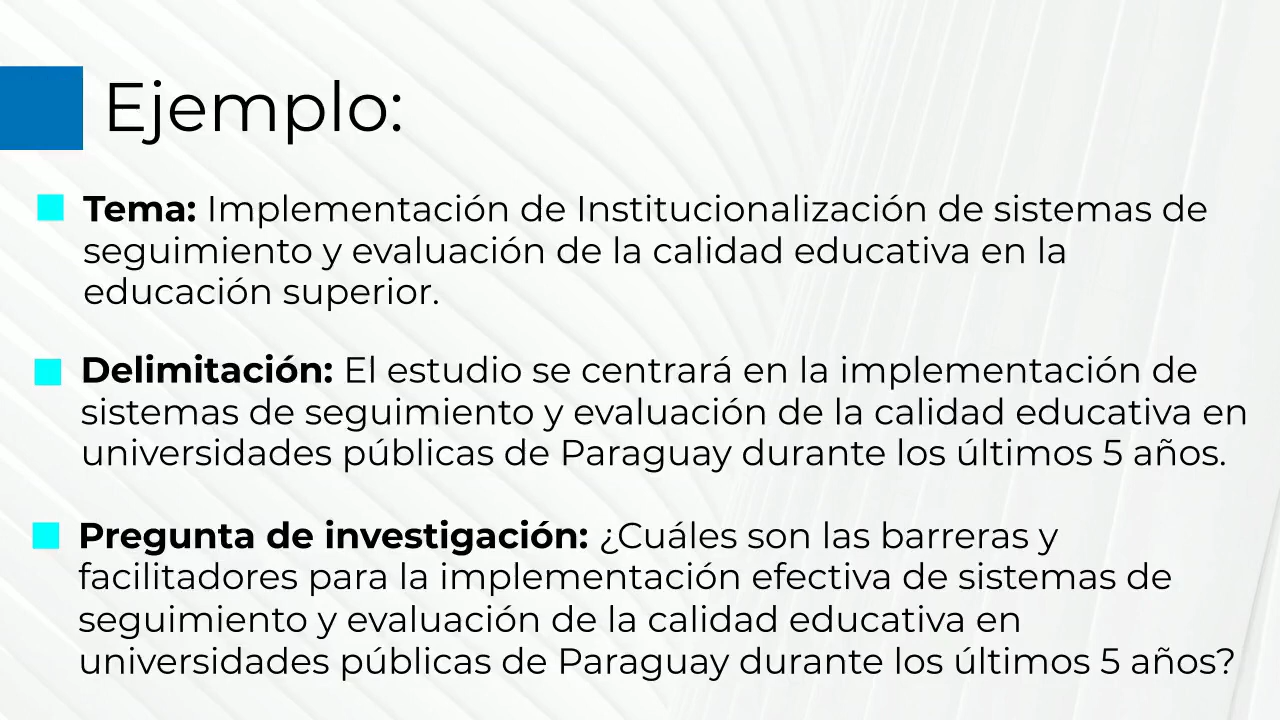 Ejemplo:
Tema: Implementación de Institucionalización de sistemas de
seguimiento y evaluación de la calidad educativa en la
educación superior.
Delimitación: El estudio se centrará en la implementación de
sistemas de seguimiento y evaluación de la calidad educativa en
universidades públicas de Paraguay durante los últimos 5 años.
Pregunta de investigación: ¿Cuáles son las barreras y
facilitadores para la implementación efectiva de sistemas de
seguimiento y evaluación de la calidad educativa en
universidades públicas de Paraguay durante los últimos 5 años?